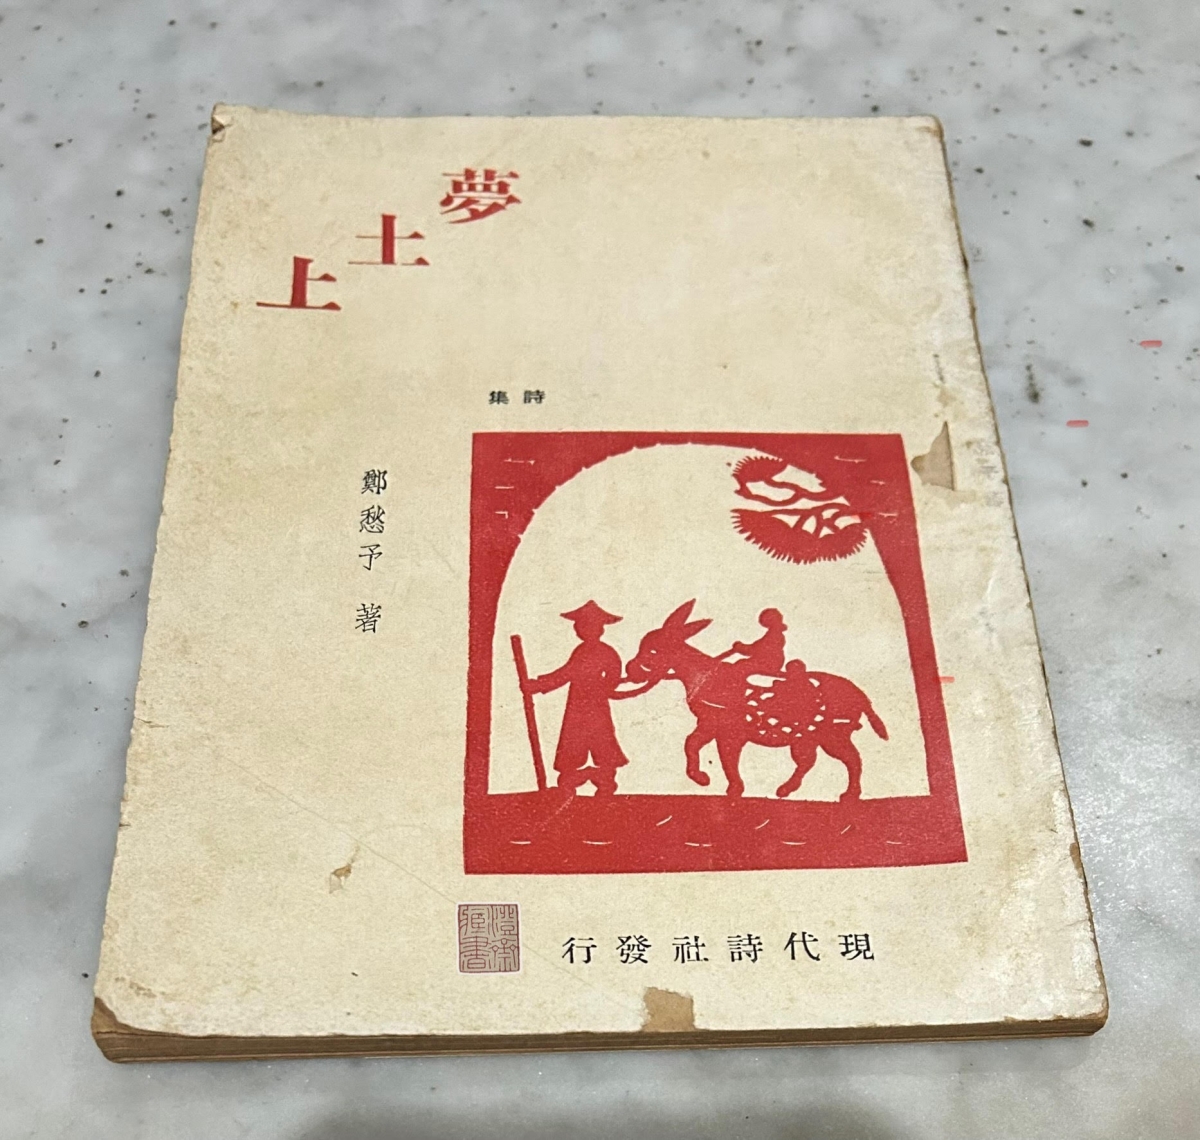 夢土上
詩集
鄭愁予 著
現代詩社發行